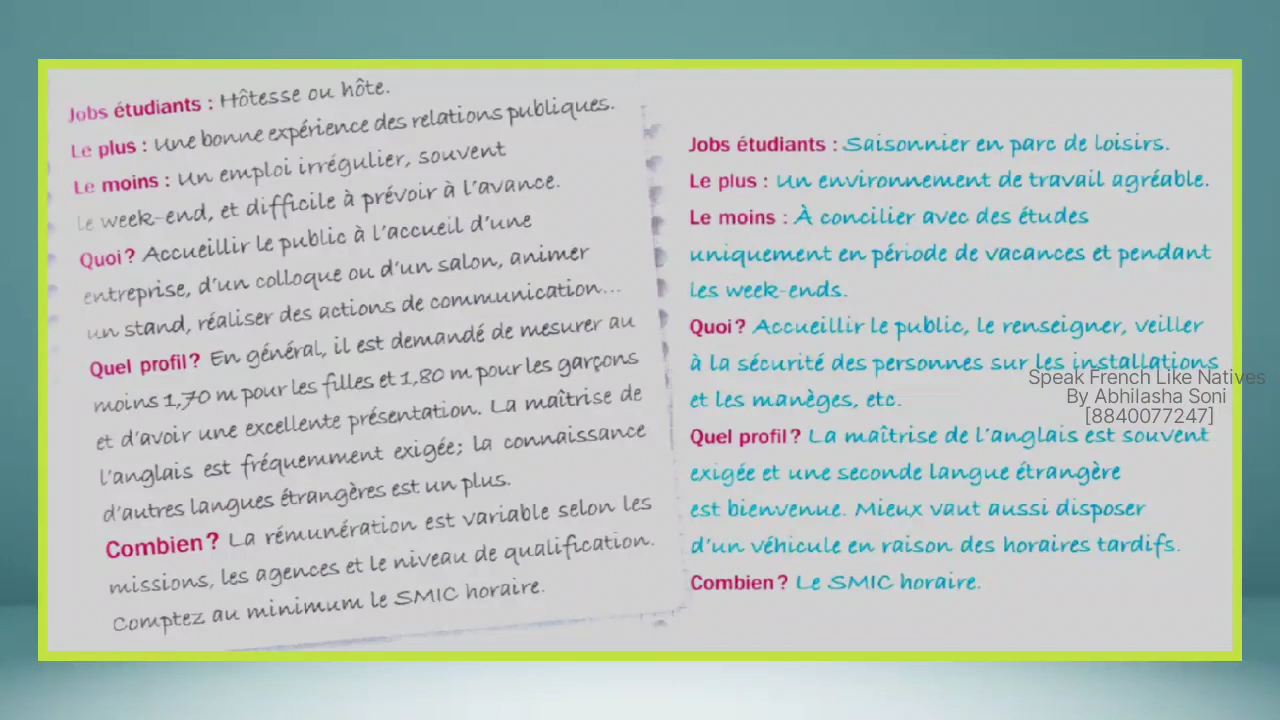 Jobs étudiants : Hôtesse ou hôte.
Le plus : Une bonne expérience des relations publiques.
Le moins : Un emploi irrégulier, souvent
le week-end, et difficile à prévoir à l'avance.
Quoi ? Accueillir le public à l'accueil d'une
entreprise, d'un colloque ou d'un salon, animer
un stand, réaliser des actions de communication...
Quel profil ? En général, il est demandé de mesurer au
moins 1,70 m pour les filles et 1,80 m pour les garçons
et d'avoir une excellente présentation. La maîtrise de
l'anglais est fréquemment exigée; la connaissance
d'autres langues étrangères est un plus.
Combien ? La rémunération est variable selon les
missions, les agences et le niveau de qualification.
Comptez au minimum le SMIC horaire.
Jobs étudiants : Saisonnier en parc de loisirs.
Le plus : Un environnement de travail agréable.
Le moins : À concilier avec des études
uniquement en période de vacances et pendant
les week-ends.
Quoi ? Accueillir le public, le renseigner, veiller
à la sécurité des personnes sur les installations
et les manèges, etc.
Quel profil ? La maîtrise de l'anglais est souvent
exigée et une seconde langue étrangère
est bienvenue. Mieux vaut aussi disposer
d'un véhicule en raison des horaires tardifs.
Combien ? Le SMIC horaire.
Speak French Like Natives
By Abhilasha Soni
[8840077247]